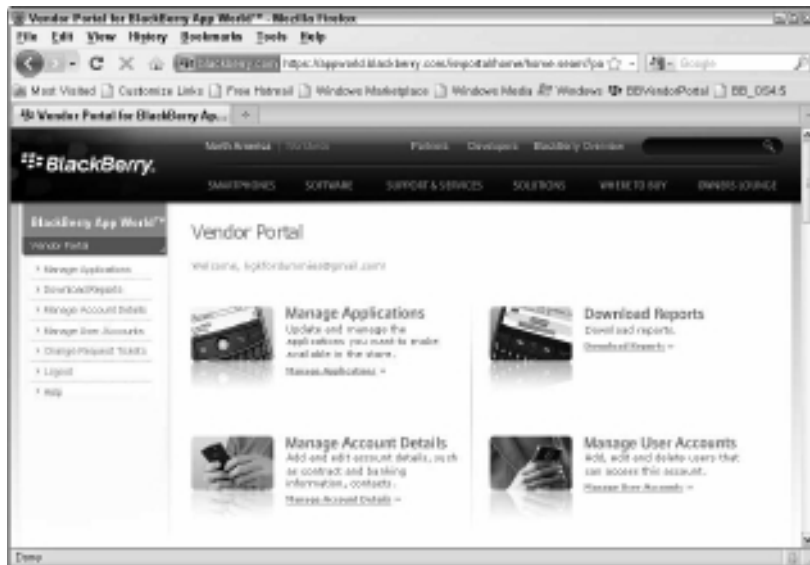 Vendor Portal for BlackBerry App World™ - Mozilla Firefox
File Edit View History Bookmarks Tools Help
Google
Most Visited Customize Links Free Hotmail Windows Marketplace Windows Media Windows BBVendorPortal BB_OS4.5
Vendor Portal for BlackBerry Ap...
North America Partners Developers BlackBerry Overview
BlackBerry.
SMARTPHONES SOFTWARE SUPPORT & SERVICES SOLUTIONS WHERE TO BUY OWNERS LOUNGE
BlackBerry App World™
Vendor Portal
Manage Applications
Download Reports
Manage Account Details
Manage User Accounts
Change Request Tickets
Logout
Help
Vendor Portal
Welcome,
Manage Applications
Update and manage the
applications you want to make
available in the store.
Manage Applications
Download Reports
Download reports.
Download Reports
Manage Account Details
Add and edit account details, such
as contract and banking
information, contacts.
Manage Account Details
Manage User Accounts
Add, edit and delete users that
can access this account.
Manage User Accounts
Done